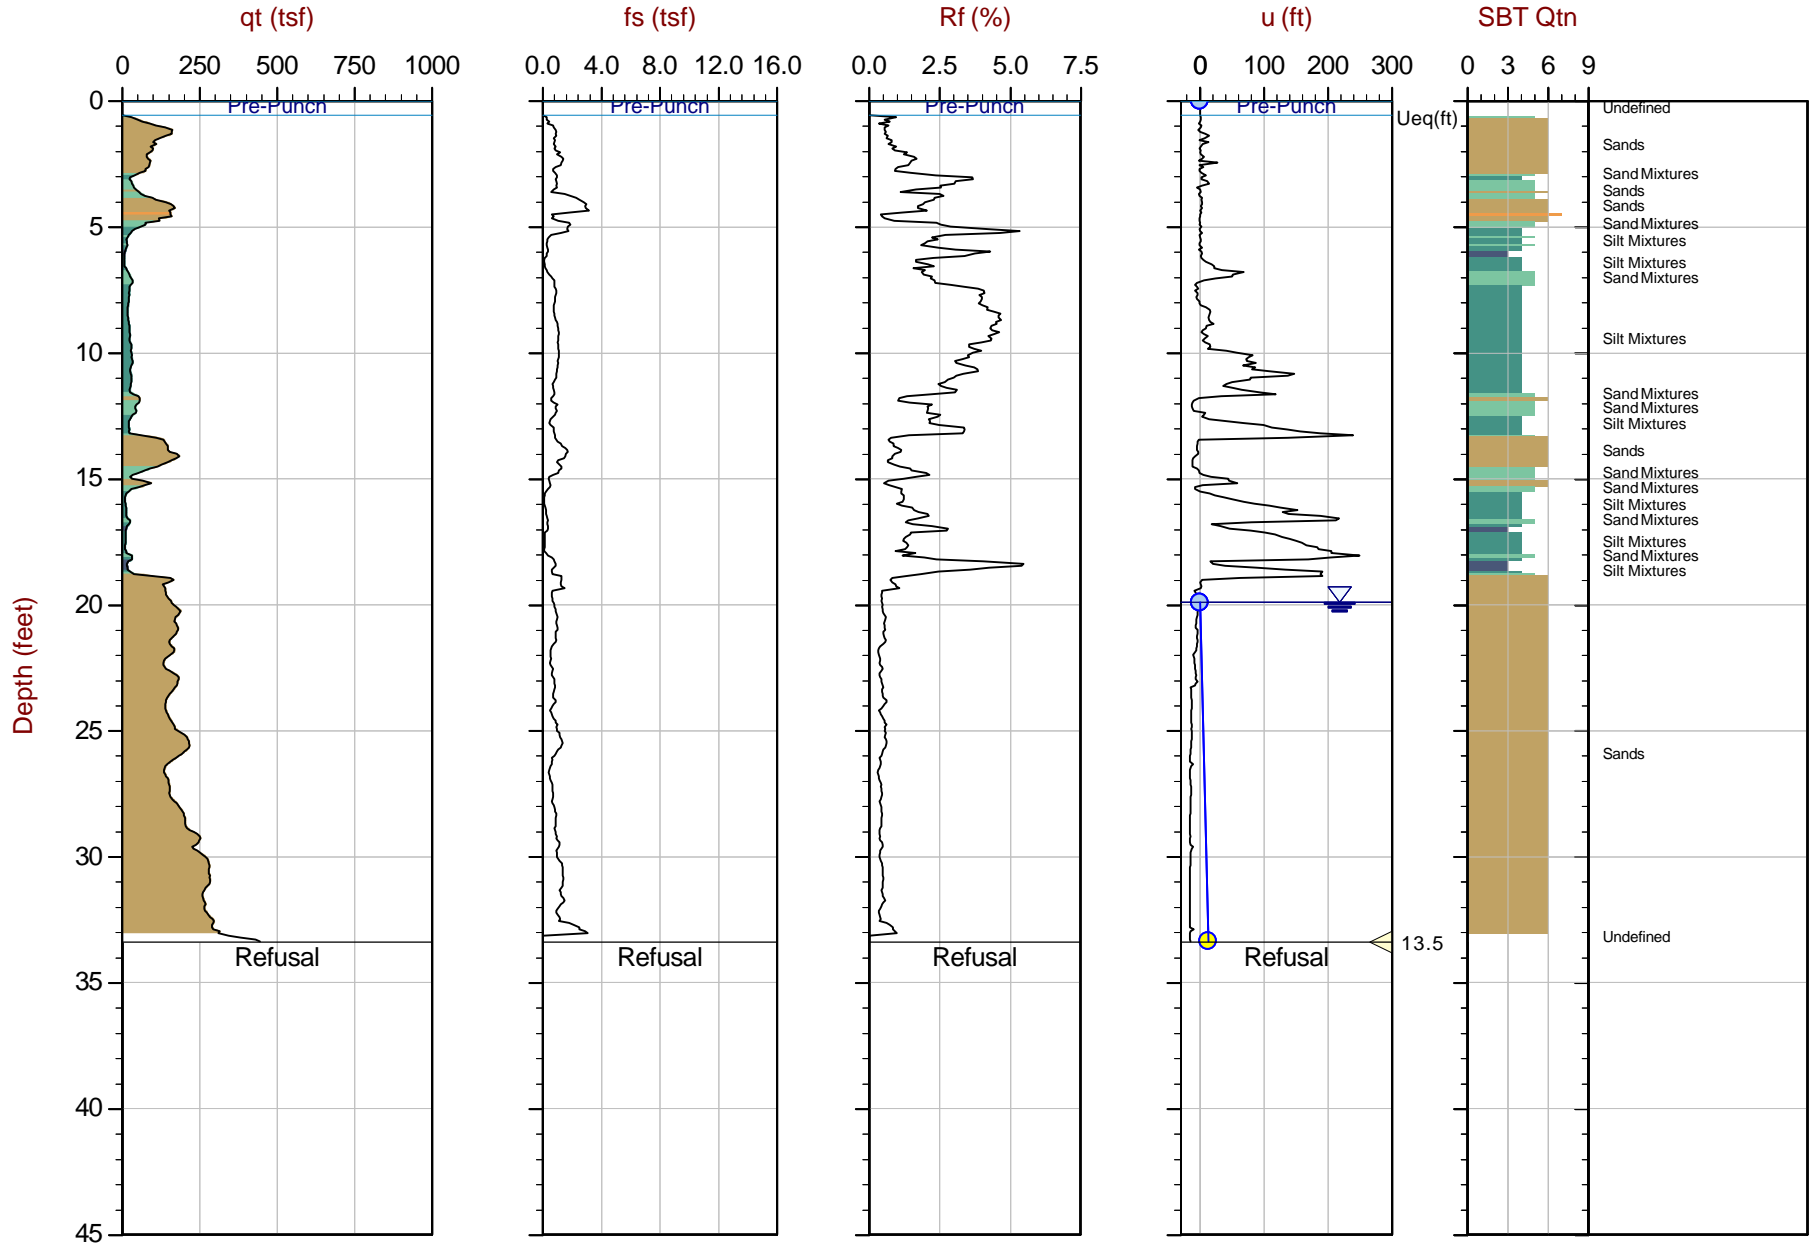 qt (tsf) fs (tsf) Rf (%) u (ft) SBT Qtn
0 250 500 750 1000 0.0 4.0 8.0 12.0 16.0 0.0 2.5 5.0 7.5 0 100 200 300 0 3 6 9
0 Pre-Punch Pre-Punch Pre-Punch Pre-Punch Undefined
Ueq(ft)
Sands
Sand Mixtures
Sands
Sands
5 Sand Mixtures
Silt Mixtures
Silt Mixtures
Sand Mixtures
Silt Mixtures
10
Sand Mixtures
Sand Mixtures
Silt Mixtures
Sands
15 Sand Mixtures
Sand Mixtures
Silt Mixtures
Sand Mixtures
Silt Mixtures
Sand Mixtures
Silt Mixtures
20
Depth (feet)
25
Sands
30
Undefined
13.5
Refusal Refusal Refusal Refusal
35
40
45